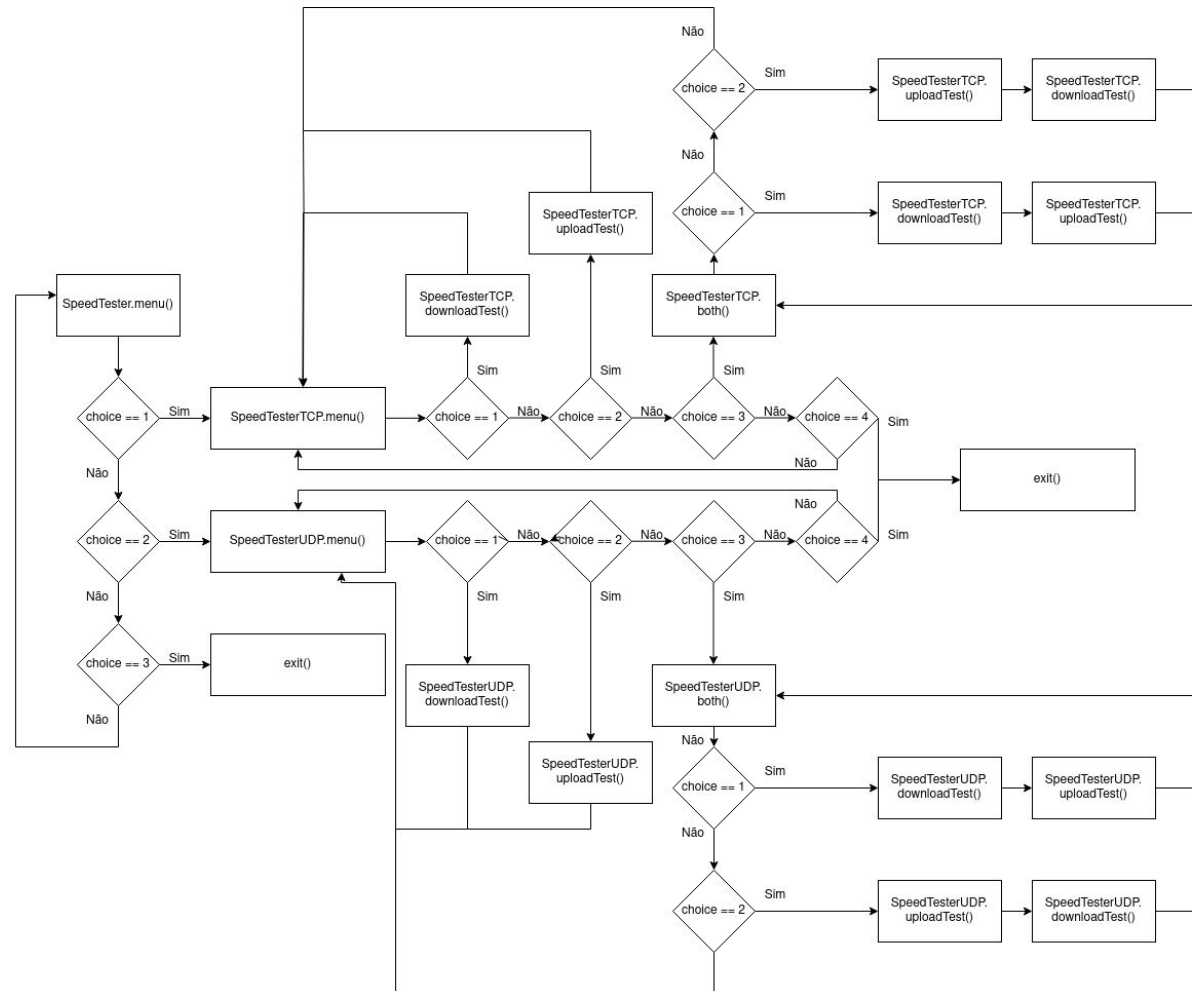 Não
choice == 2
Sim
SpeedTesterTCP.
uploadTest()
SpeedTesterTCP.
downloadTest()
Não
choice == 1
Sim
SpeedTesterTCP.
downloadTest()
SpeedTesterTCP.
uploadTest()
SpeedTesterTCP.
uploadTest()
SpeedTester.menu()
SpeedTesterTCP.
downloadTest()
SpeedTesterTCP.
both()
Sim
Sim
Sim
choice == 1
Sim
SpeedTesterTCP.menu()
choice == 1
Não
choice == 2
Não
choice == 3
Não
choice == 4
Sim
Não
Não
exit()
Não
choice == 2
Sim
SpeedTesterUDP.menu()
choice == 1
Não
choice == 2
Não
choice == 3
Não
choice == 4
Sim
Não
Sim
Sim
Sim
choice == 3
Sim
exit()
Não
SpeedTesterUDP.
downloadTest()
SpeedTesterUDP.
both()
SpeedTesterUDP.
uploadTest()
Não
choice == 1
Sim
SpeedTesterUDP.
downloadTest()
SpeedTesterUDP.
uploadTest()
Não
choice == 2
Sim
SpeedTesterUDP.
uploadTest()
SpeedTesterUDP.
downloadTest()